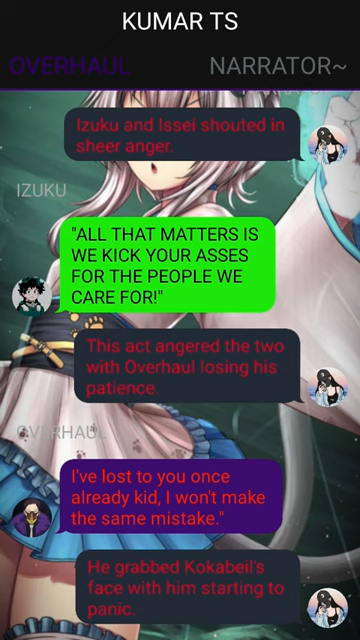 KUMAR TS
OVERHAUL NARRATOR~
Izuku and Issei shouted in
sheer anger.
IZUKU
"ALL THAT MATTERS IS
WE KICK YOUR ASSES
FOR THE PEOPLE WE
CARE FOR!"
This act angered the two
with Overhaul losing his
patience.
OVERHAUL
I've lost to you once
already kid, I won't make
the same mistake."
He grabbed Kokabeil's
face with him starting to
panic.